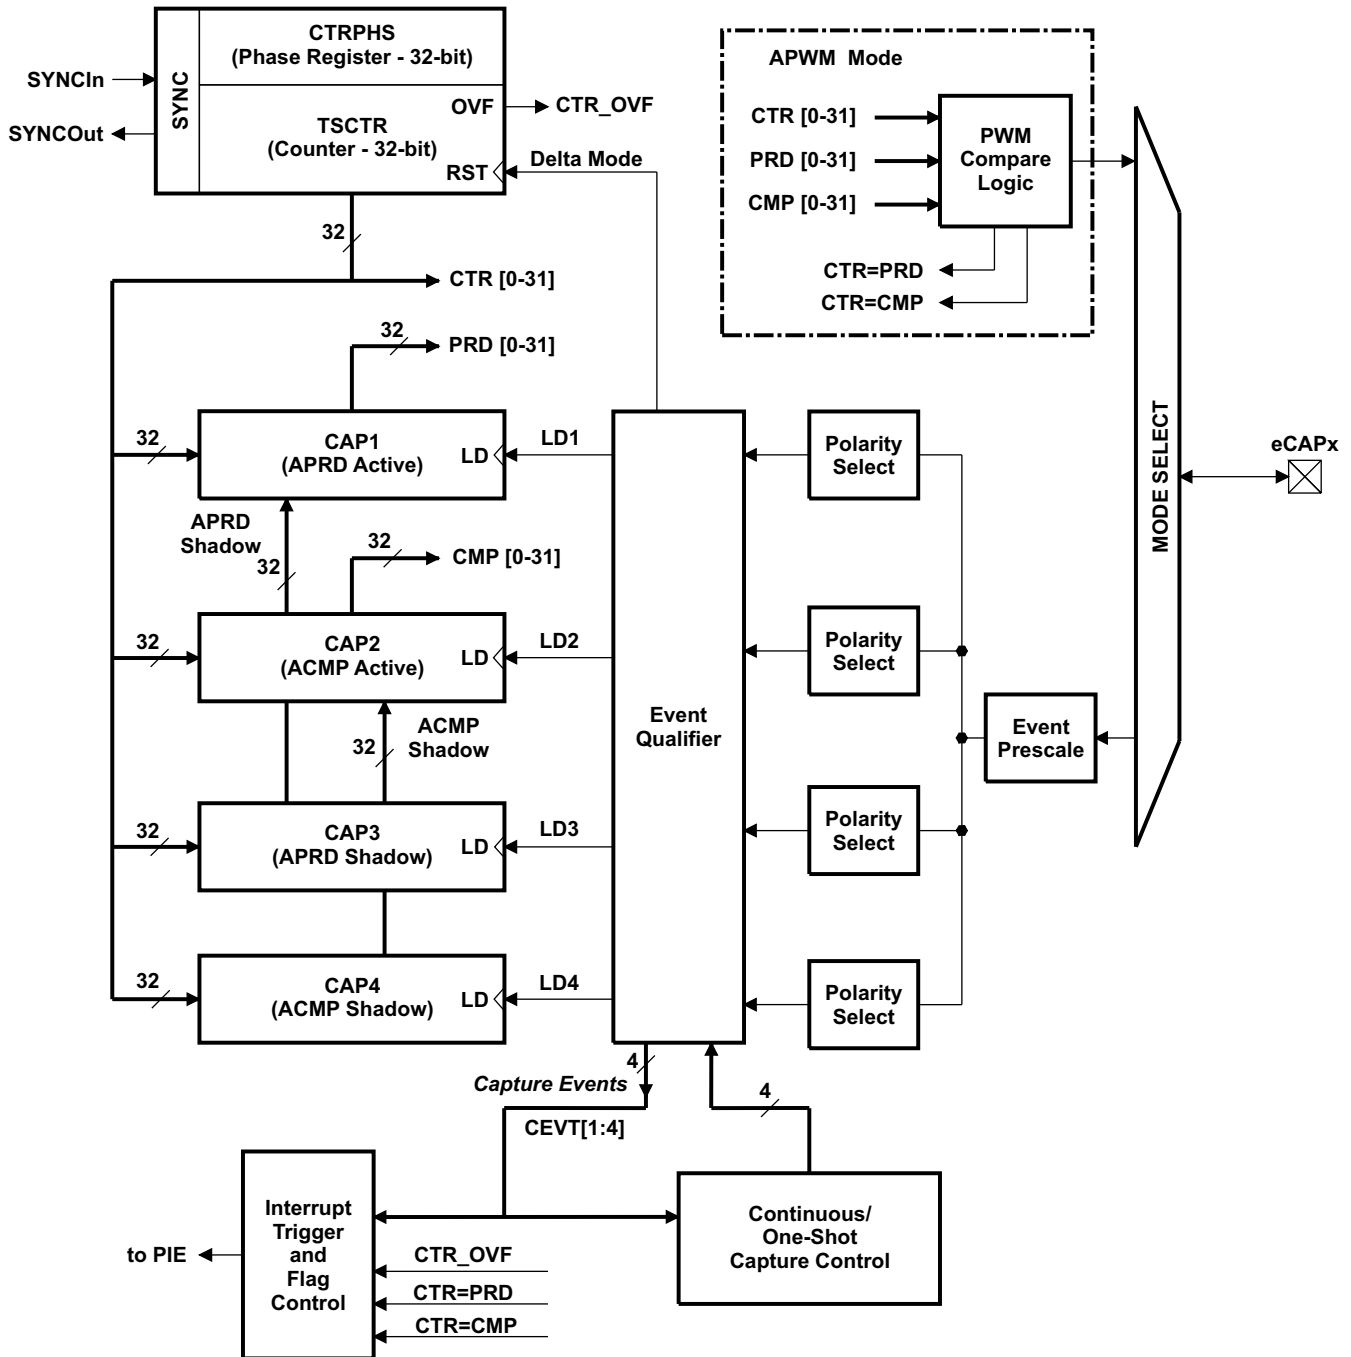 CTRPHS
(Phase Register - 32-bit)
SYNC
SYNCIn
SYNCOut
OVF
CTR_OVF
TSCTR
(Counter - 32-bit)
RST
Delta Mode
32
CTR [0-31]
32
PRD [0-31]
APWM Mode
CTR [0-31]
PRD [0-31]
CMP [0-31]
PWM
Compare
Logic
CTR=PRD
CTR=CMP
MODE SELECT
eCAPx
32
CAP1
(APRD Active)
LD
LD1
Polarity
Select
APRD
Shadow
32
32
CMP [0-31]
32
CAP2
(ACMP Active)
LD
LD2
Polarity
Select
Event
Qualifier
Event
Prescale
ACMP
Shadow
32
32
CAP3
(APRD Shadow)
LD
LD3
Polarity
Select
32
CAP4
(ACMP Shadow)
LD
LD4
Polarity
Select
4
Capture Events
CEVT[1:4]
4
Interrupt
Trigger
and
Flag
Control
to PIE
CTR_OVF
CTR=PRD
CTR=CMP
Continuous/
One-Shot
Capture Control